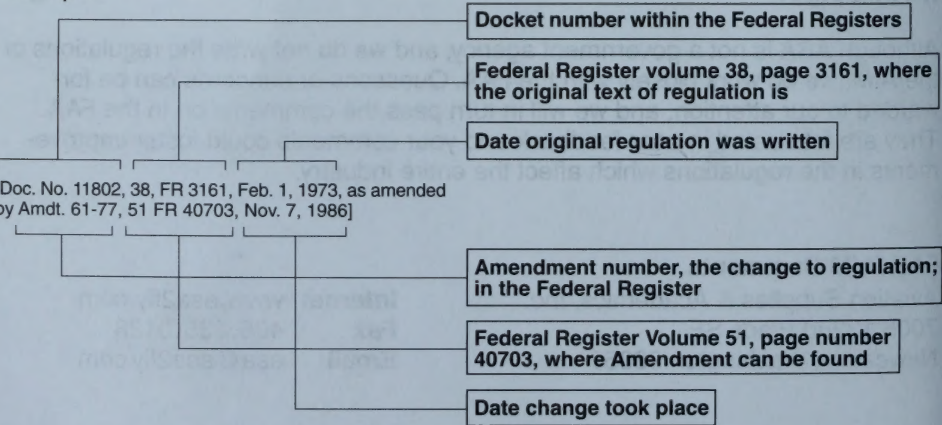 Docket number within the Federal Registers
Federal Register volume 38, page 3161, where
the original text of regulation is
Date original regulation was written
Doc. No. 11802, 38, FR 3161, Feb. 1, 1973, as amended
by Amdt. 61-77, 51 FR 40703, Nov. 7, 1986]
Amendment number, the change to regulation;
in the Federal Register
Federal Register Volume 51, page number
40703, where Amendment can be found
Date change took place